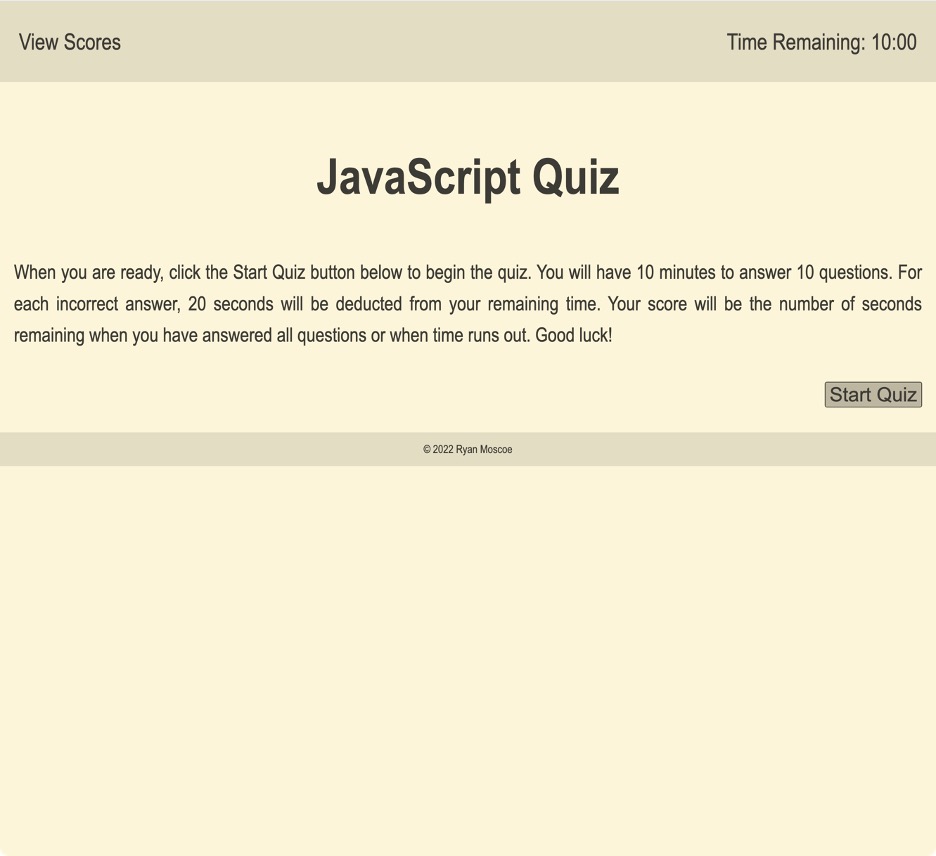 View Scores
Time Remaining: 10:00
JavaScript Quiz
When you are ready, click the Start Quiz button below to begin the quiz. You will have 10 minutes to answer 10 questions. For
each incorrect answer, 20 seconds will be deducted from your remaining time. Your score will be the number of seconds
remaining when you have answered all questions or when time runs out. Good luck!
Start Quiz
© 2022 Ryan Moscoe